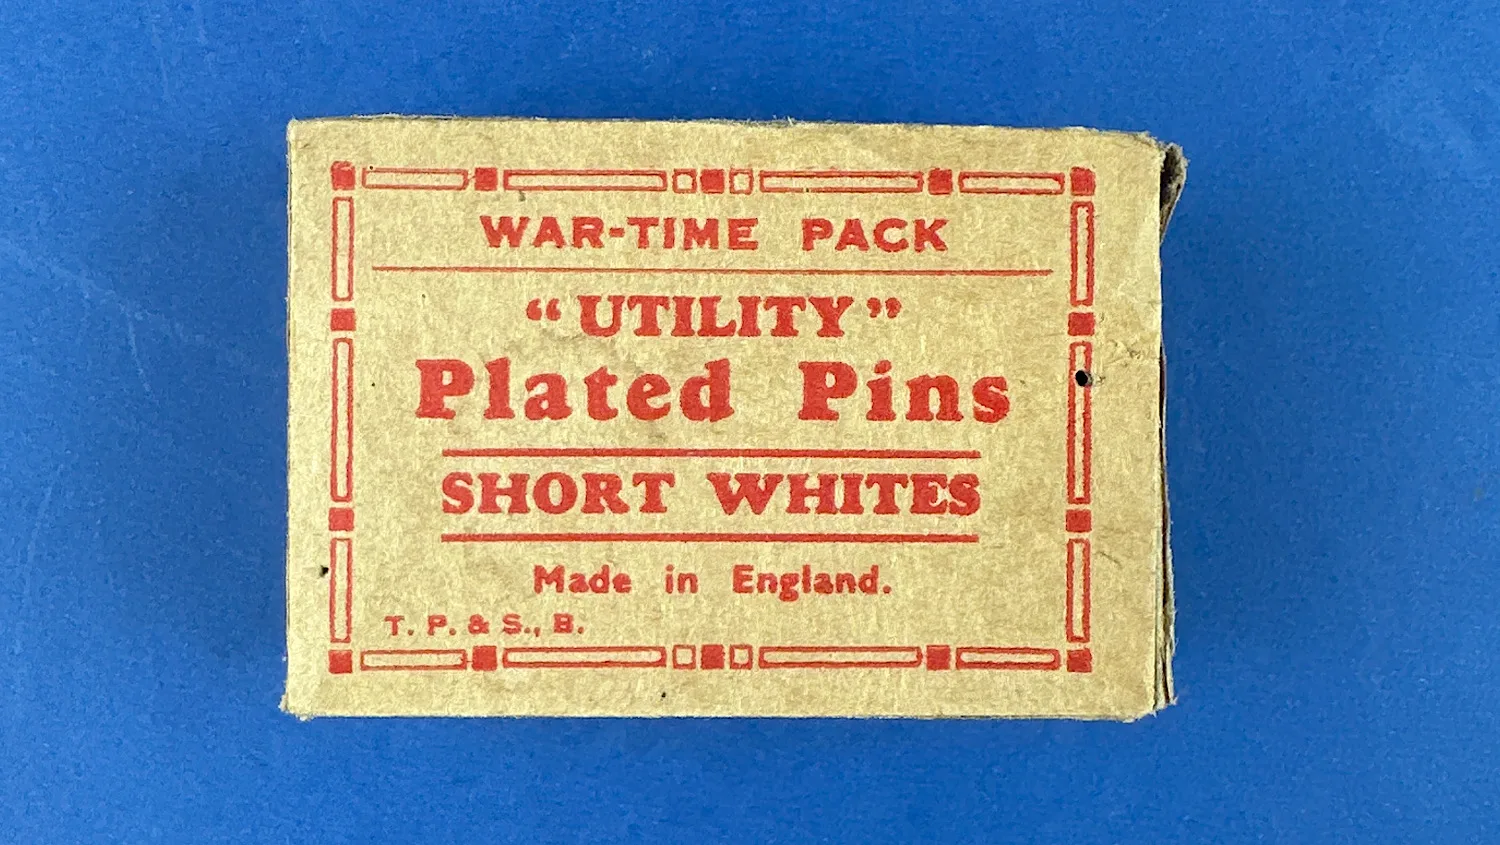 WAR-TIME PACK
“UTILITY”
Plated Pins
SHORT WHITES
Made in England.
T. P. & S., B.